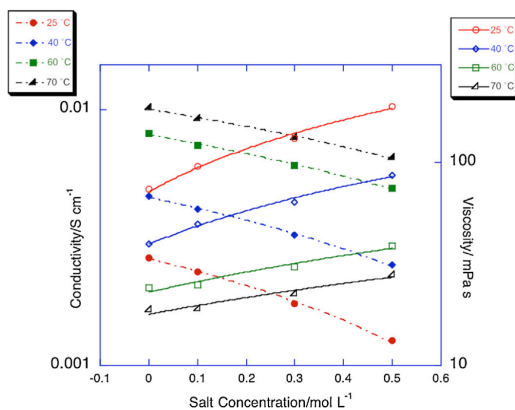 25 °C
40 °C
60 °C
70 °C
25 °C
40 °C
60 °C
70 °C
0.01
0.001
Conductivity/S cm⁻¹
100
10
Viscosity/ mPa s
-0.1 0 0.1 0.2 0.3 0.4 0.5 0.6
Salt Concentration/mol L⁻¹